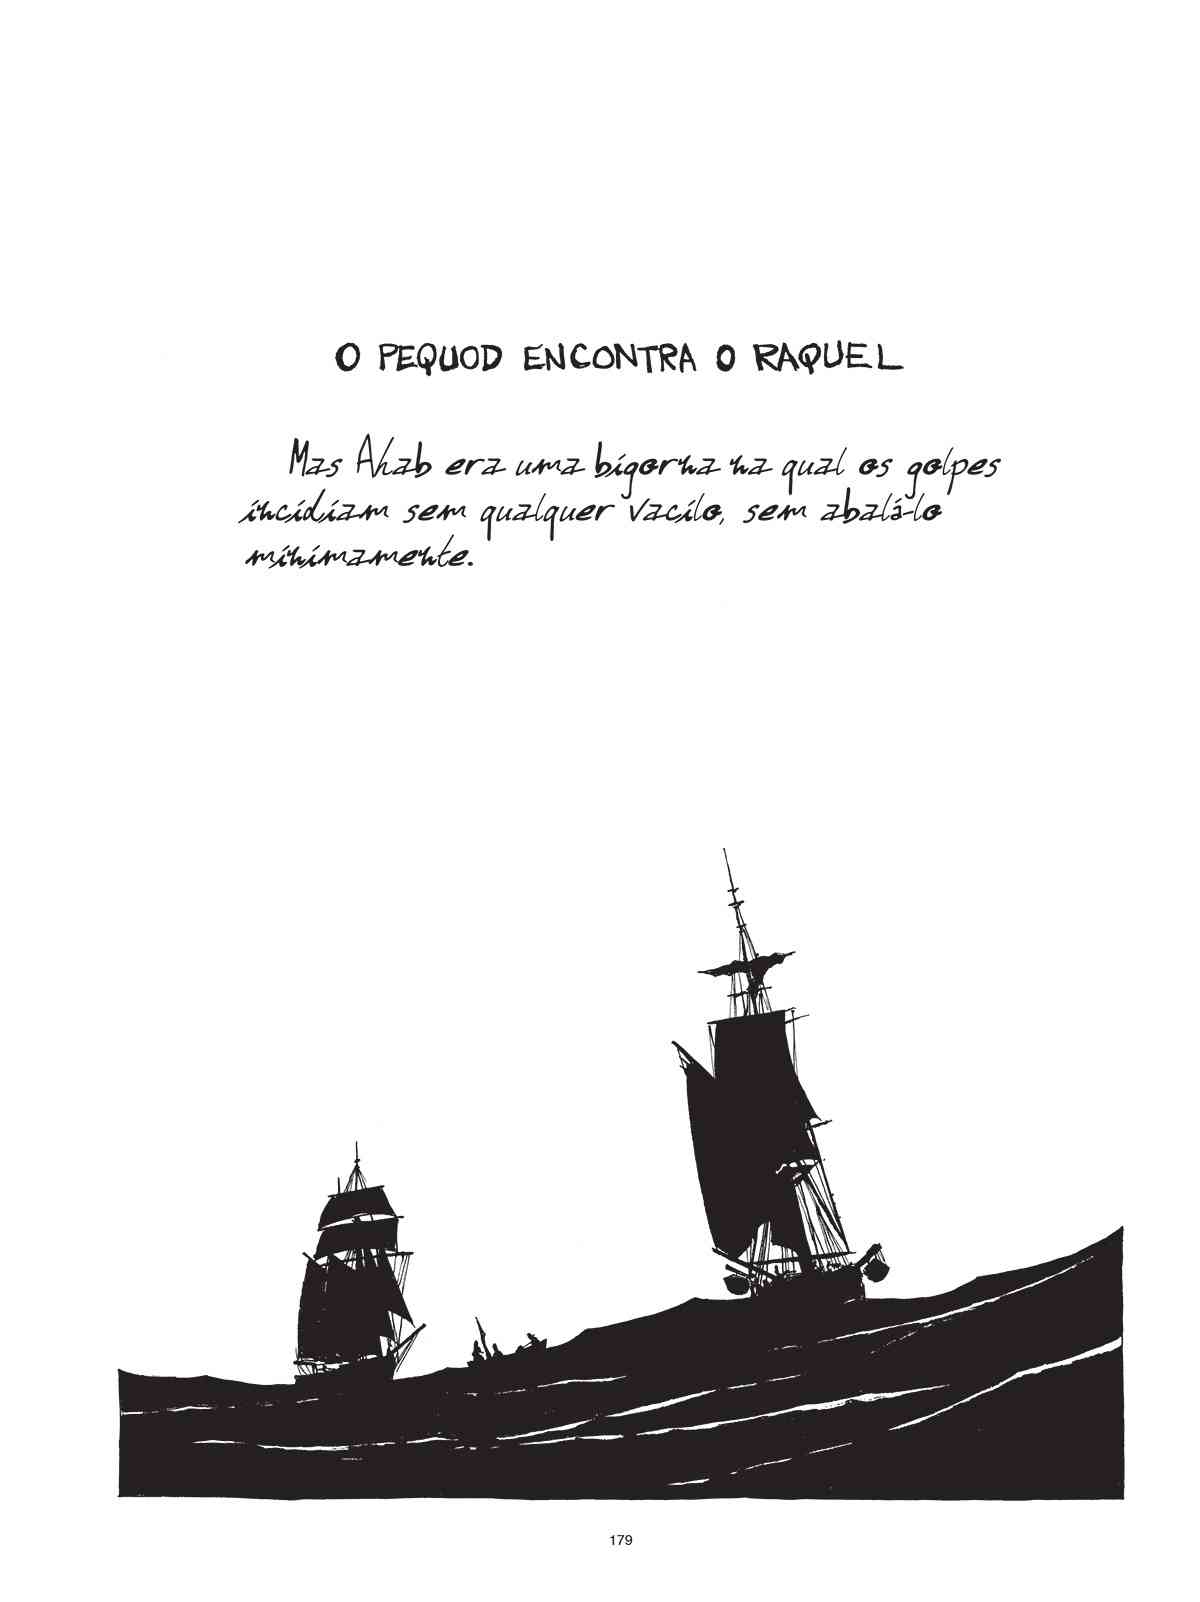 O PEQUOD ENCONTRA O RAQUEL
Mas Ahab era uma bigorna na qual os golpes
incidiam sem qualquer vacilo, sem abalá-lo
minimamente.
179